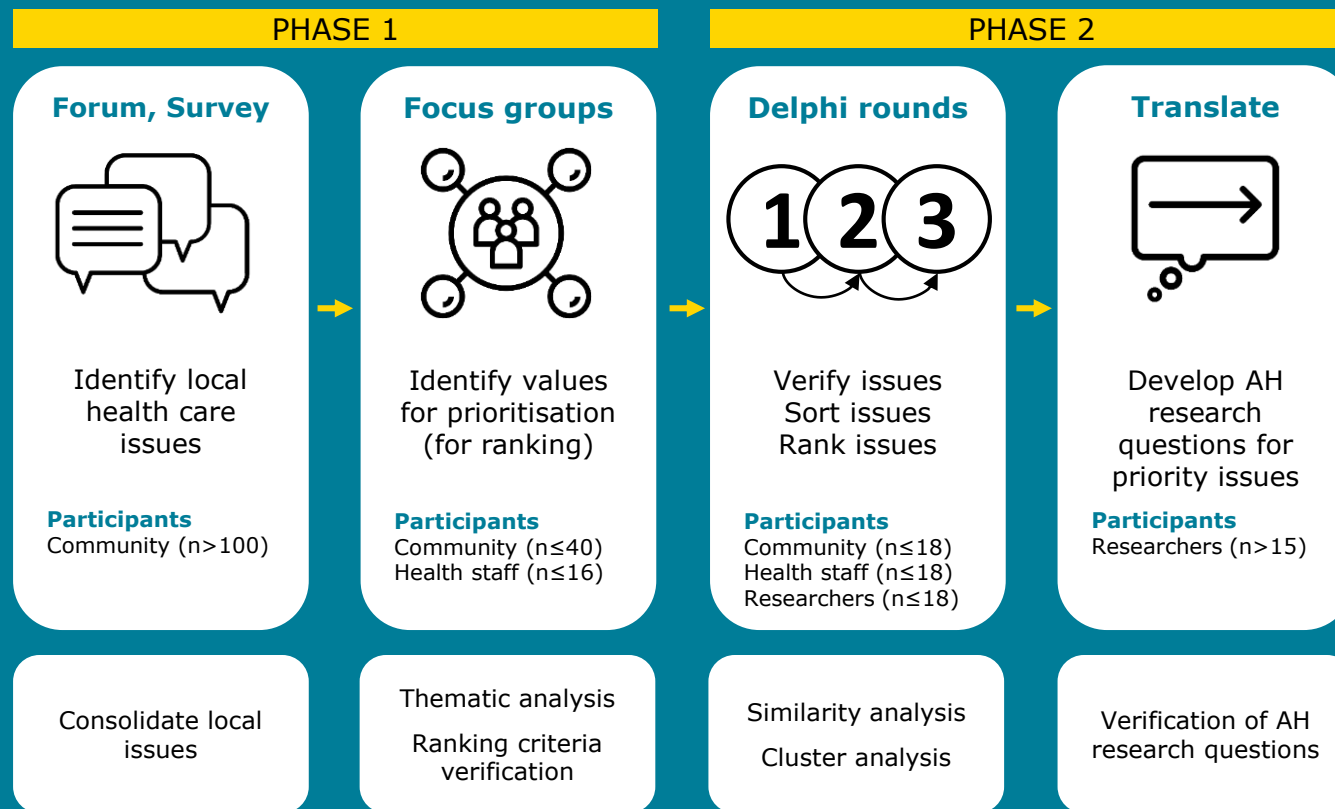 PHASE 1
PHASE 2
Forum, Survey
Identify local
health care
issues
Participants
Community (n>100)
Focus groups
Identify values
for prioritisation
(for ranking)
Participants
Community (n≤40)
Health staff (n≤16)
Delphi rounds
1 2 3
Verify issues
Sort issues
Rank issues
Participants
Community (n≤18)
Health staff (n≤18)
Researchers (n≤18)
Translate
Develop AH
research
questions for
priority issues
Participants
Researchers (n>15)
Consolidate local
issues
Thematic analysis
Ranking criteria
verification
Similarity analysis
Cluster analysis
Verification of AH
research questions